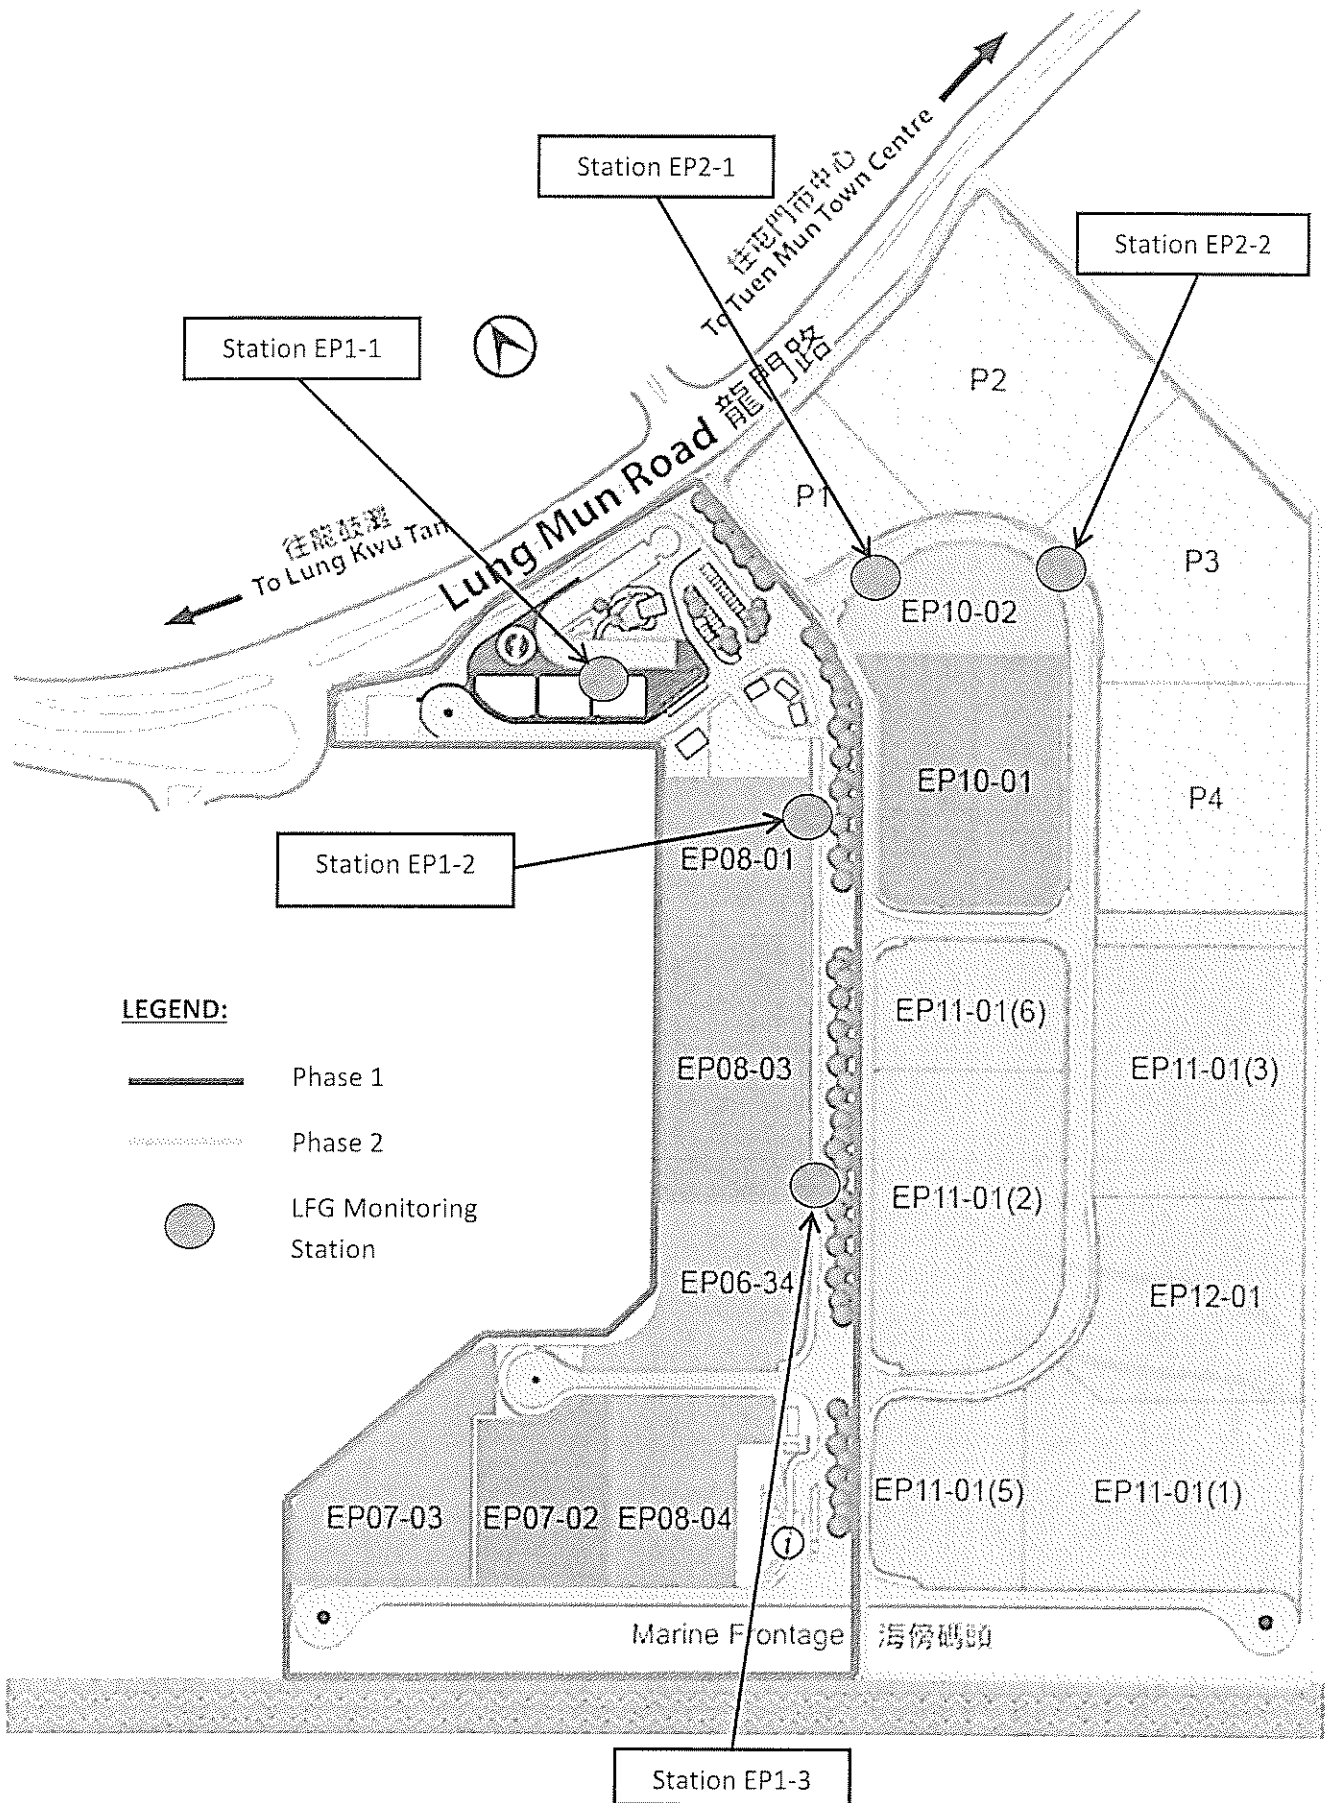 Station EP2-1
往屯門市中心
To Tuen Mun Town Centre
Station EP2-2
Station EP1-1
Lung Mun Road 龍門路
往龍鼓灘
To Lung Kwu Tan
P2
P1
P3
EP10-02
EP10-01
P4
Station EP1-2
EP08-01
LEGEND:
Phase 1
Phase 2
LFG Monitoring
Station
EP11-01(6)
EP08-03
EP11-01(3)
EP11-01(2)
EP06-34
EP12-01
EP07-03
EP07-02
EP08-04
EP11-01(5)
EP11-01(1)
i
Marine Frontage 海傍碼頭
Station EP1-3